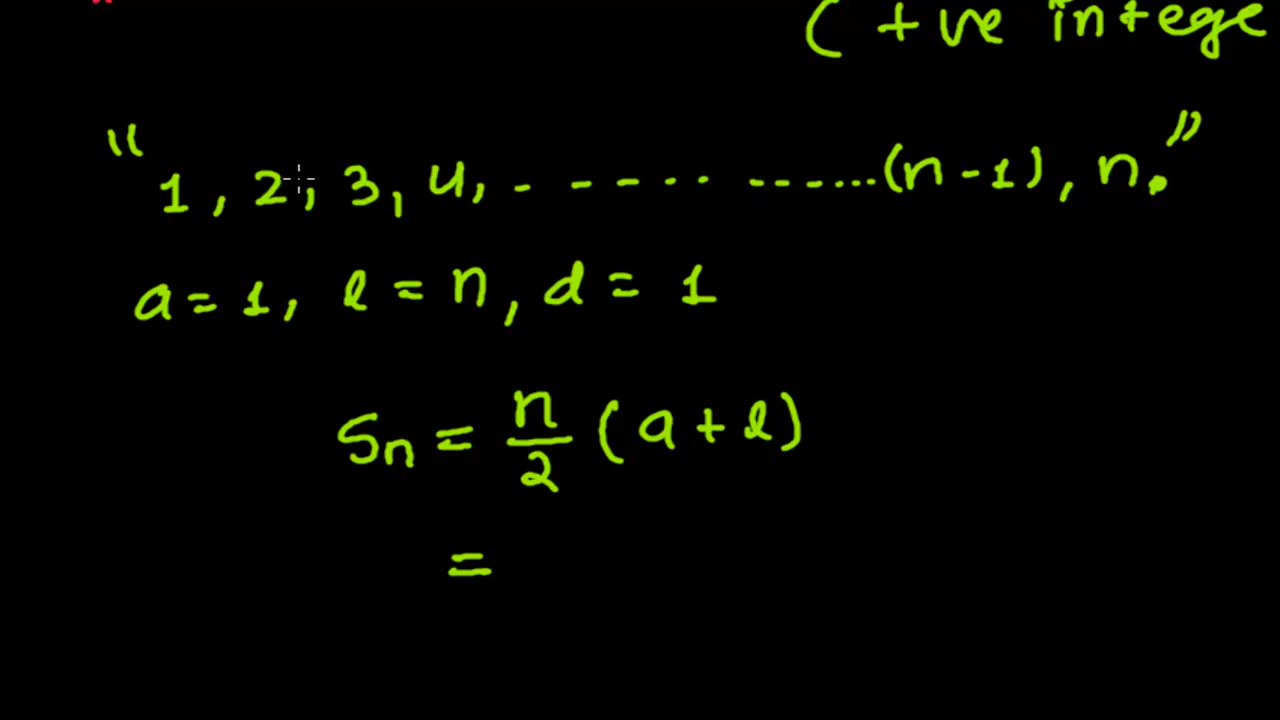 ( +ve intege
"1, 2, 3, 4, - - - - - - ........(n-1), n."
a = 1, l = n, d = 1
Sn = n/2 (a + l)
=